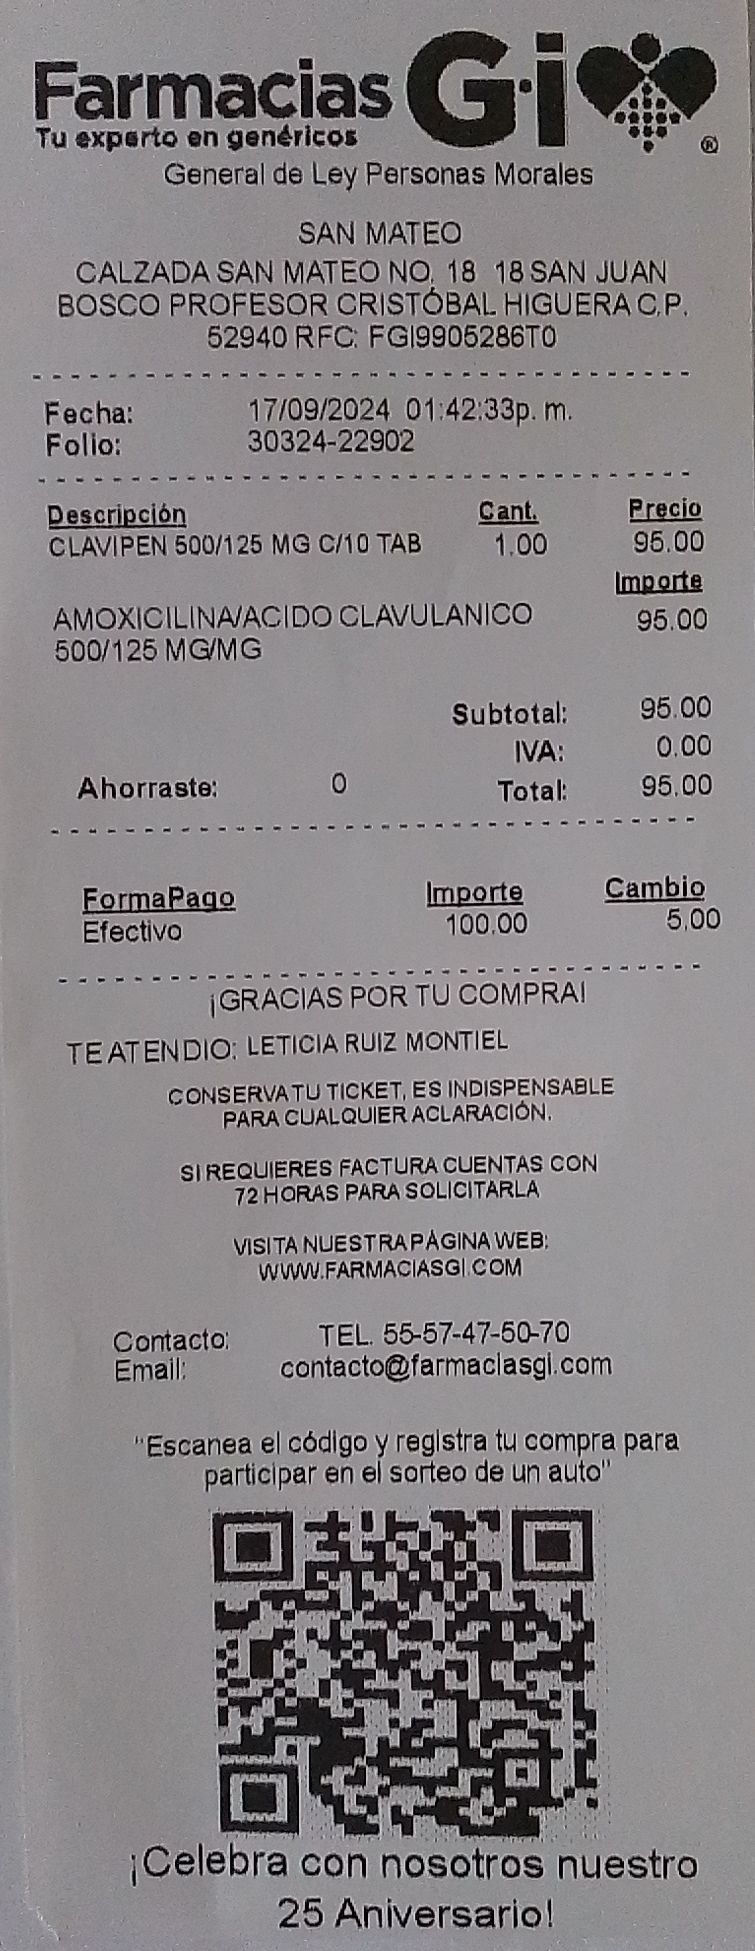 Farmacias Gi
Tu experto en genéricos
®
General de Ley Personas Morales
SAN MATEO
CALZADA SAN MATEO NO. 18 18 SAN JUAN
BOSCO PROFESOR CRISTÓBAL HIGUERA C.P.
52940 RFC: FGI9905286T0
Fecha: 17/09/2024 01:42:33p. m.
Folio: 30324-22902
Descripción Cant. Precio
CLAVIPEN 500/125 MG C/10 TAB 1.00 95.00
Importe
AMOXICILINA/ACIDO CLAVULANICO 95.00
500/125 MG/MG
Subtotal: 95.00
IVA: 0.00
Ahorraste: 0 Total: 95.00
FormaPago Importe Cambio
Efectivo 100.00 5.00
¡GRACIAS POR TU COMPRA!
TE ATENDIO: LETICIA RUIZ MONTIEL
CONSERVA TU TICKET, ES INDISPENSABLE
PARA CUALQUIER ACLARACIÓN.
SI REQUIERES FACTURA CUENTAS CON
72 HORAS PARA SOLICITARLA
VISITA NUESTRA PÁGINA WEB:
WWW.FARMACIASGI.COM
Contacto: TEL. 55-57-47-50-70
Email: contacto@farmaciasgi.com
"Escanea el código y registra tu compra para
participar en el sorteo de un auto"
¡Celebra con nosotros nuestro
25 Aniversario!